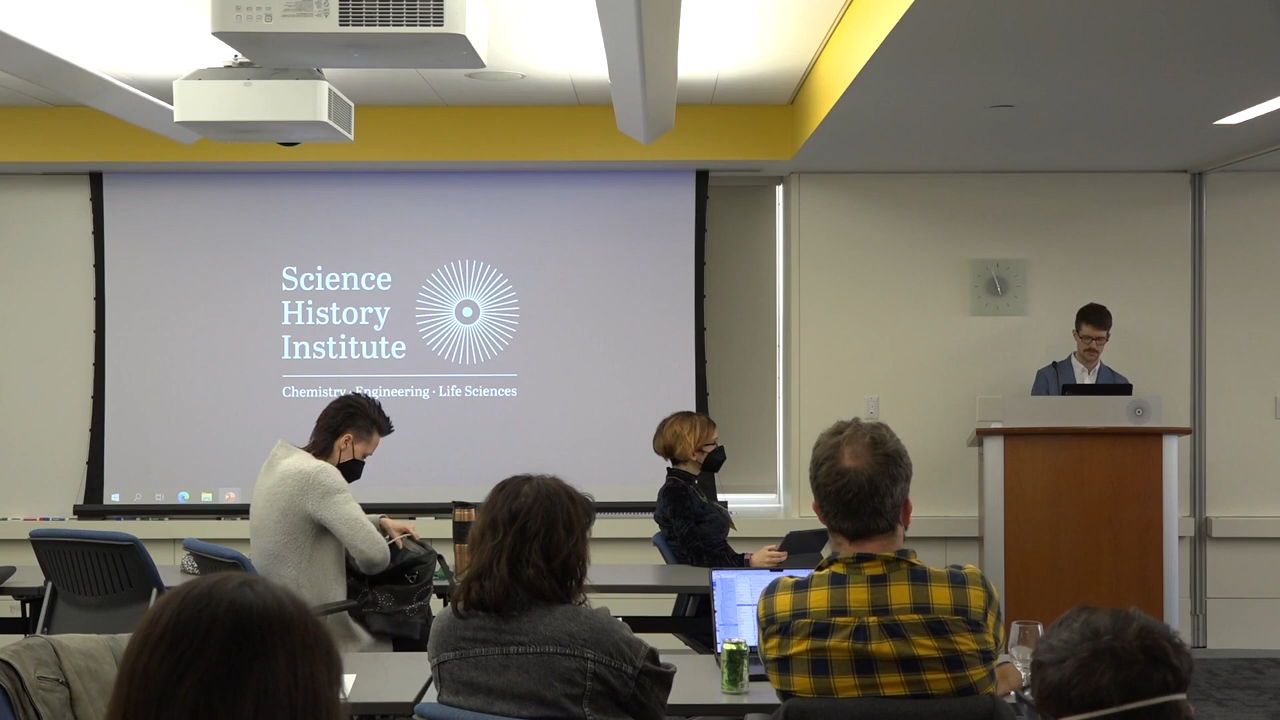 Science
History
Institute
Chemistry · Engineering · Life Sciences